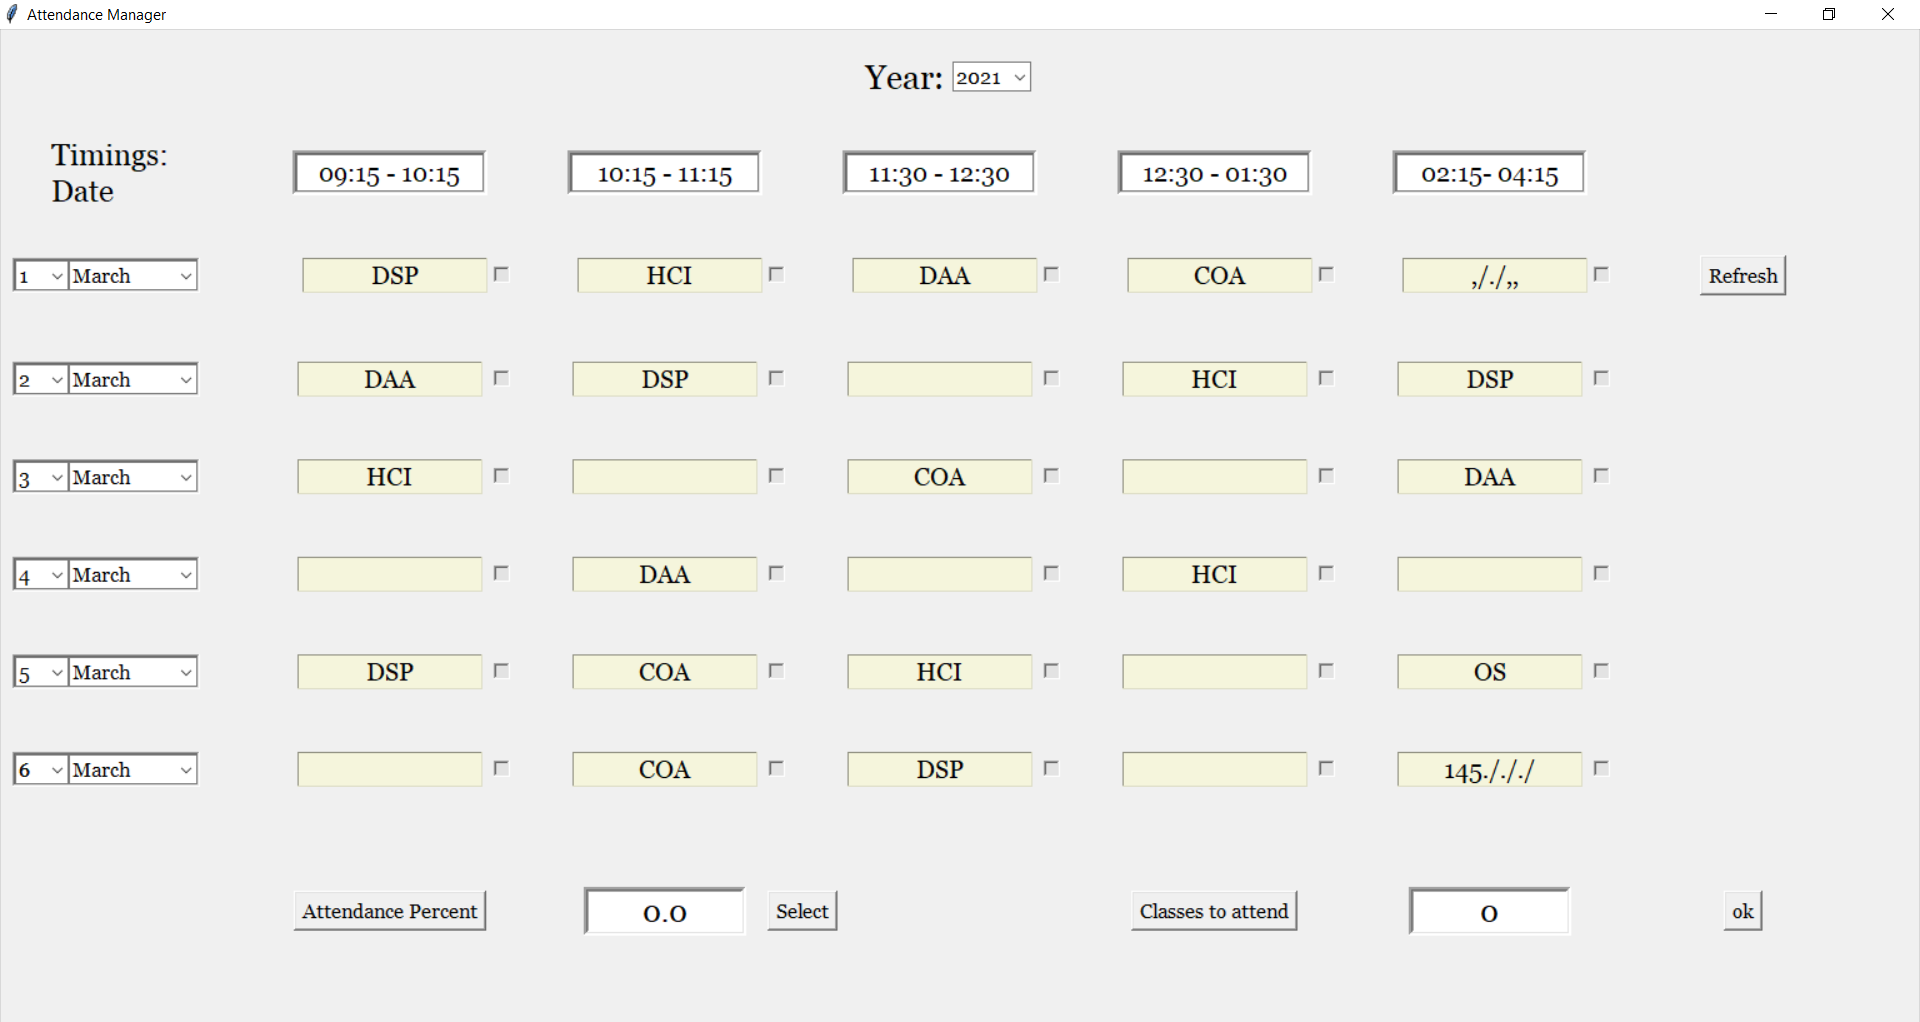 Attendance Manager
Year: 2021
Timings: 09:15 - 10:15 10:15 - 11:15 11:30 - 12:30 12:30 - 01:30 02:15- 04:15
Date
1 March DSP HCI DAA COA ,/./,, Refresh
2 March DAA DSP HCI DSP
3 March HCI COA DAA
4 March DAA HCI
5 March DSP COA HCI OS
6 March COA DSP 145././.​/
Attendance Percent 0.0 Select Classes to attend 0 ok